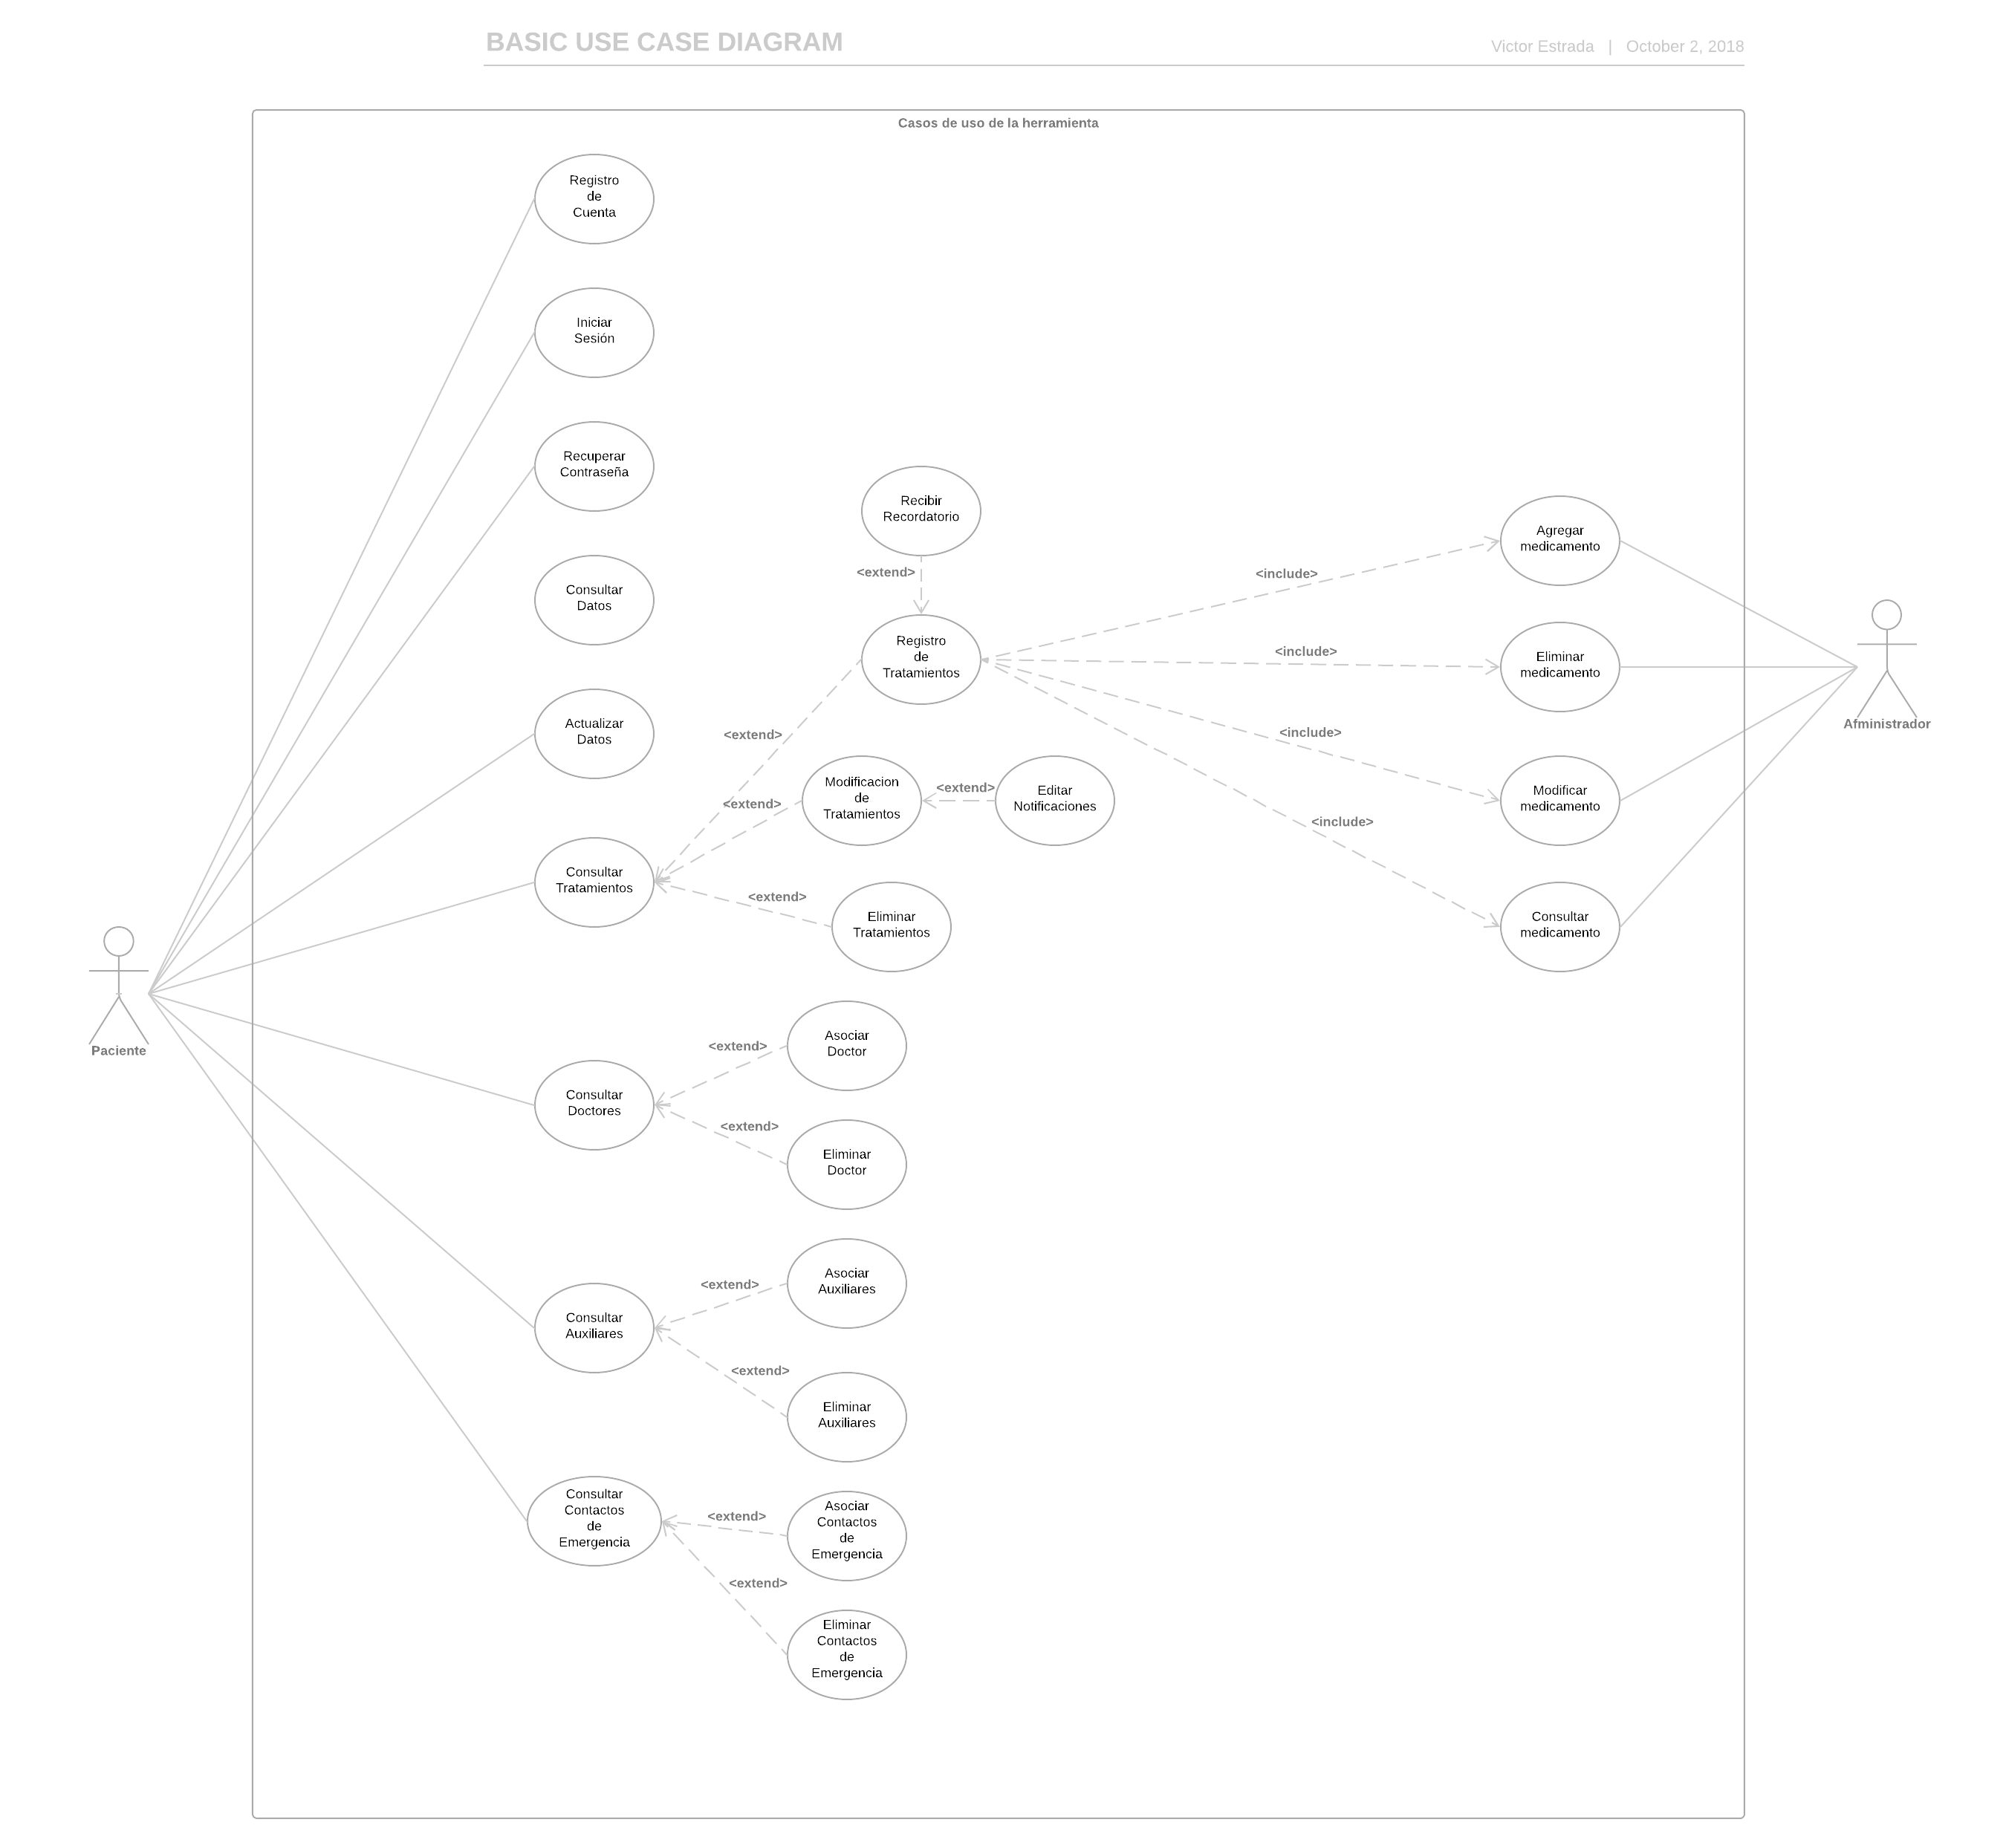 BASIC USE CASE DIAGRAM
Victor Estrada | October 2, 2018
Casos de uso de la herramienta
Registro
de
Cuenta
Iniciar
Sesión
Recuperar
Contraseña
Recibir
Recordatorio
Agregar
medicamento
<extend>
<include>
Consultar
Datos
Registro
de
Tratamientos
<include>
Eliminar
medicamento
Afministrador
Actualizar
Datos
<extend>
<include>
Modificacion
de
Tratamientos
<extend>
<extend>
Editar
Notificaciones
Modificar
medicamento
<include>
Consultar
Tratamientos
<extend>
Eliminar
Tratamientos
Consultar
medicamento
Paciente
Asociar
Doctor
<extend>
Consultar
Doctores
<extend>
Eliminar
Doctor
Asociar
Auxiliares
<extend>
Consultar
Auxiliares
<extend>
Eliminar
Auxiliares
Consultar
Contactos
de
Emergencia
<extend>
Asociar
Contactos
de
Emergencia
<extend>
Eliminar
Contactos
de
Emergencia